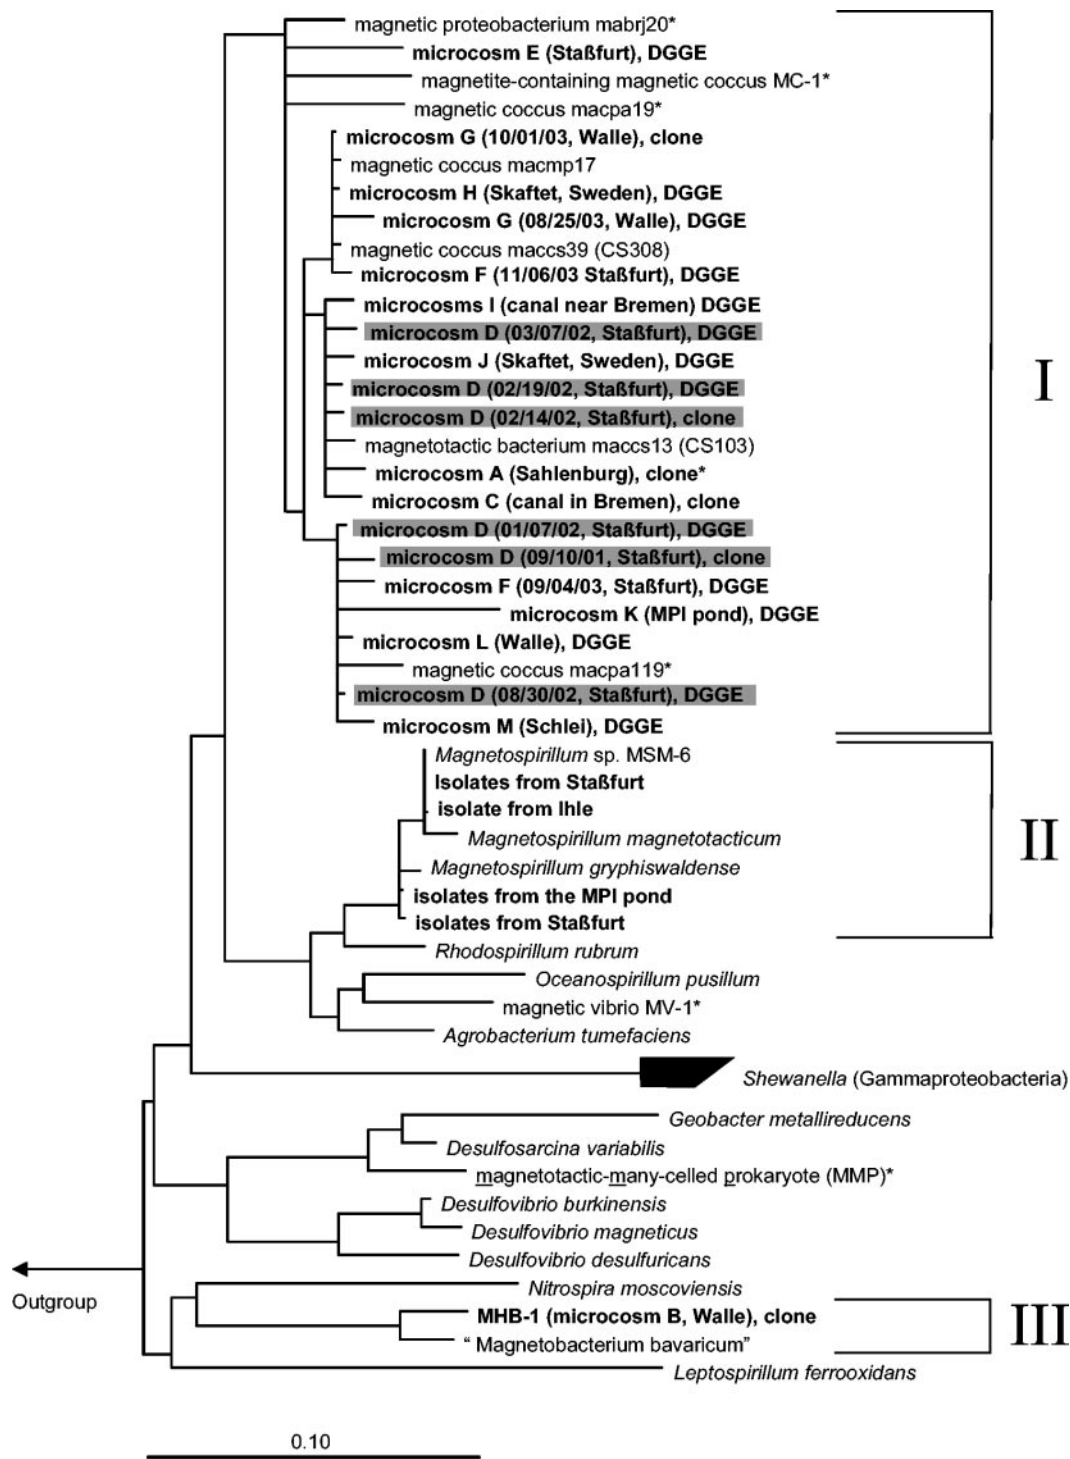 magnetic proteobacterium mabrj20*
microcosm E (Staßfurt), DGGE
magnetite-containing magnetic coccus MC-1*
magnetic coccus macpa19*
microcosm G (10/01/03, Walle), clone
magnetic coccus macmp17
microcosm H (Skaftet, Sweden), DGGE
microcosm G (08/25/03, Walle), DGGE
magnetic coccus maccs39 (CS308)
microcosm F (11/06/03 Staßfurt), DGGE
microcosms I (canal near Bremen) DGGE
microcosm D (03/07/02, Staßfurt), DGGE
microcosm J (Skaftet, Sweden), DGGE
I
microcosm D (02/19/02, Staßfurt), DGGE
microcosm D (02/14/02, Staßfurt), clone
magnetotactic bacterium maccs13 (CS103)
microcosm A (Sahlenburg), clone*
microcosm C (canal in Bremen), clone
microcosm D (01/07/02, Staßfurt), DGGE
microcosm D (09/10/01, Staßfurt), clone
microcosm F (09/04/03, Staßfurt), DGGE
microcosm K (MPI pond), DGGE
microcosm L (Walle), DGGE
magnetic coccus macpa119*
microcosm D (08/30/02, Staßfurt), DGGE
microcosm M (Schlei), DGGE
Magnetospirillum sp. MSM-6
Isolates from Staßfurt
isolate from Ihle
Magnetospirillum magnetotacticum
II
Magnetospirillum gryphiswaldense
isolates from the MPI pond
isolates from Staßfurt
Rhodospirillum rubrum
Oceanospirillum pusillum
magnetic vibrio MV-1*
Agrobacterium tumefaciens
Shewanella (Gammaproteobacteria)
Geobacter metallireducens
Desulfosarcina variabilis
magnetotactic-many-celled prokaryote (MMP)*
Desulfovibrio burkinensis
Desulfovibrio magneticus
Desulfovibrio desulfuricans
Outgroup
Nitrospira moscoviensis
MHB-1 (microcosm B, Walle), clone
III
“ Magnetobacterium bavaricum”
Leptospirillum ferrooxidans
0.10